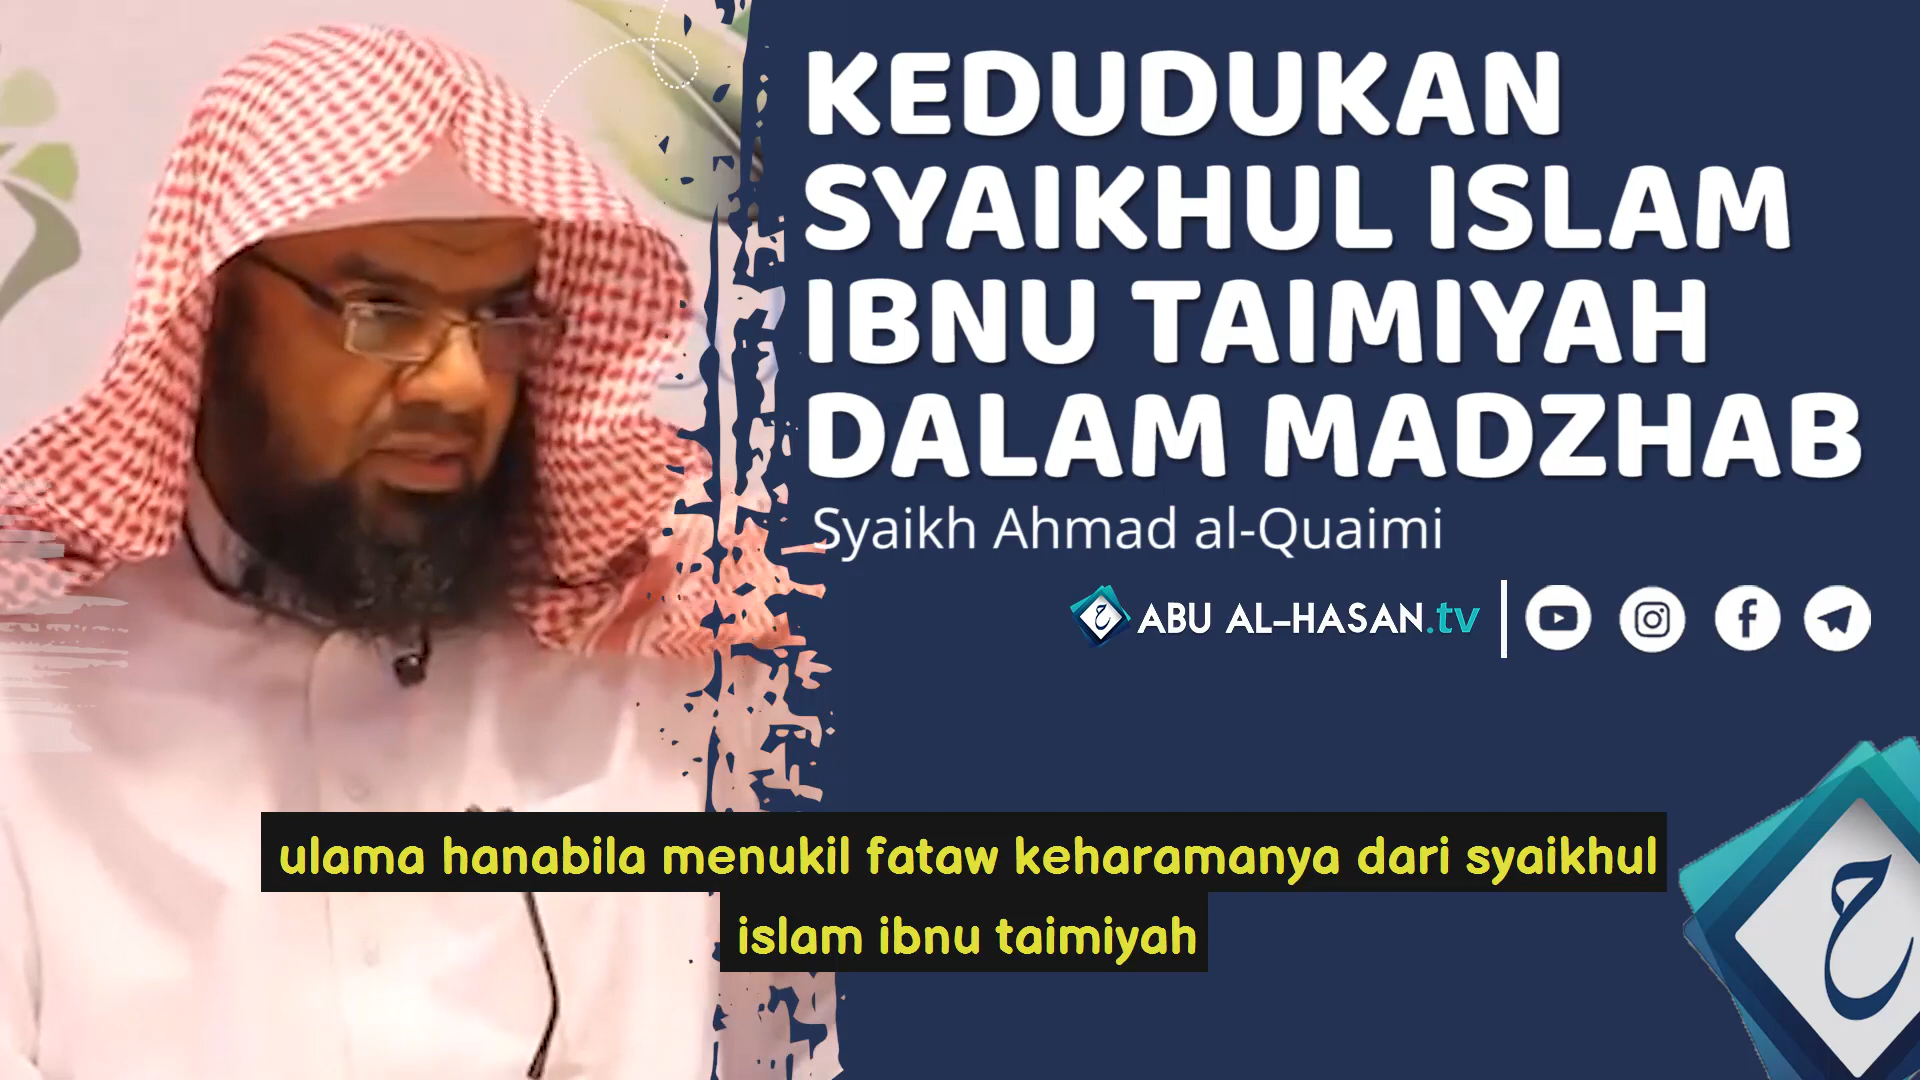 KEDUDUKAN
SYAIKHUL ISLAM
IBNU TAIMIYAH
DALAM MADZHAB
Syaikh Ahmad al-Quaimi
ح ABU AL-HASAN.tv
ulama hanabila menukil fataw keharamanya dari syaikhul
islam ibnu taimiyah
ح